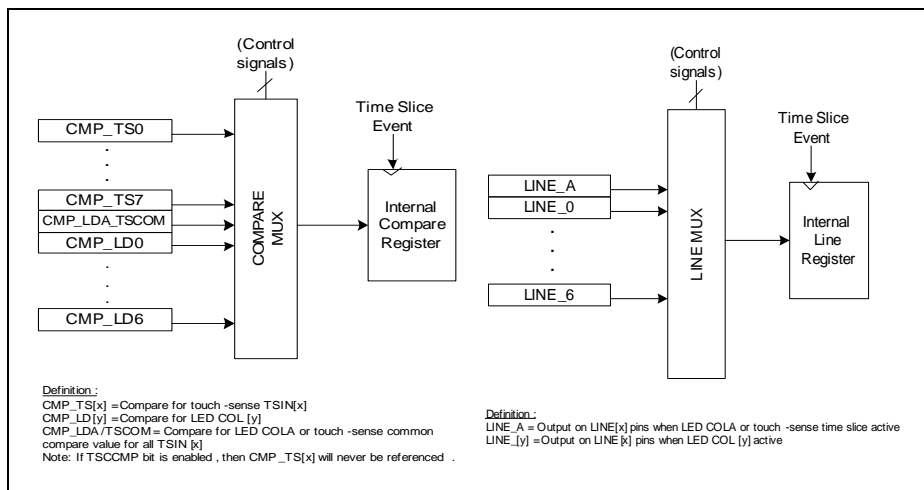 (Control
signals)
Time Slice
Event
CMP_TS0
CMP_TS7
CMP_LDA_TSCOM
CMP_LD0
CMP_LD6
COMPARE
MUX
Internal
Compare
Register
Definition :
CMP_TS[x] = Compare for touch -sense TSIN[x]
CMP_LD[y] = Compare for LED COL [y]
CMP_LDA /TSCOM = Compare for LED COLA or touch -sense common
compare value for all TSIN [x]
Note: If TSCCMP bit is enabled , then CMP_TS[x] will never be referenced .
(Control
signals)
Time Slice
Event
LINE_A
LINE_0
LINE_6
LINE MUX
Internal
Line
Register
Definition :
LINE_A = Output on LINE[x] pins when LED COLA or touch -sense time slice active
LINE_[y] = Output on LINE[x] pins when LED COL [y] active